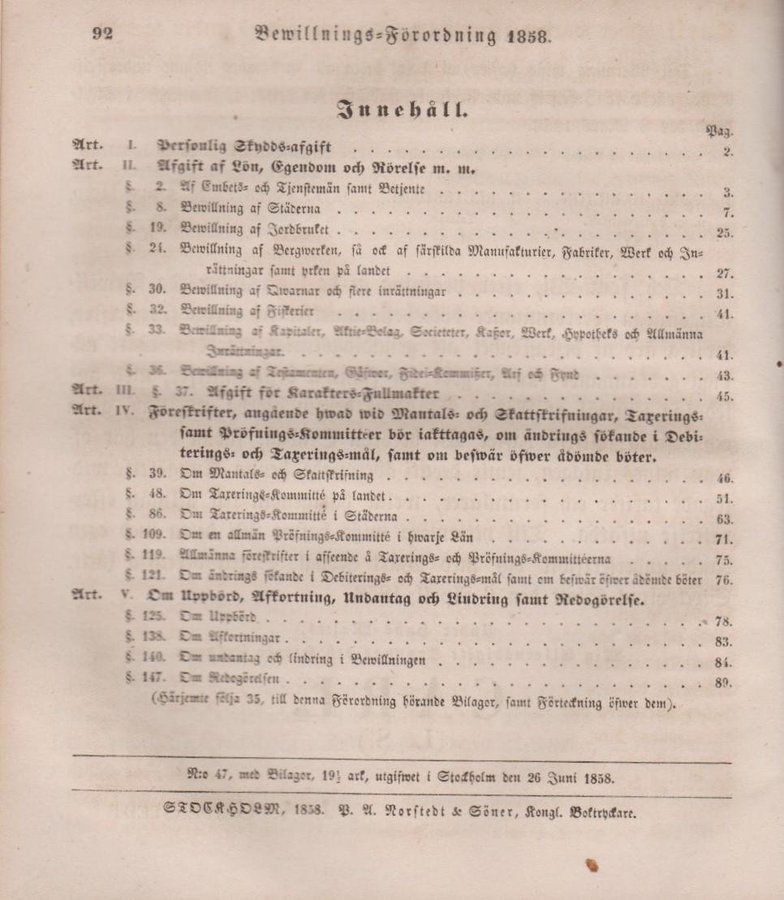 92 Bewillnings-Förordning 1858.
Innehåll.
Pag.
Art. I. Personlig Skydds-afgift . . . . . . . . . . . . . . . . 2.
Art. II. Afgift af Lön, Egendom och Rörelse m. m.
§. 2. Af Embets- och Tjenstemän samt Betjente . . . . . . . . . . . . . . . 3.
§. 8. Bewillning af Städerna . . . . . . . . . . . . . . . . . . . 7.
§. 19. Bewillning af Jordbruket . . . . . . . . . . . . . . . . . . . 25.
§. 24. Bewillning af Bergwerken, så ock af särskilda Manufakturier, Fabriker, Werk och In-
rättningar samt yrken på landet . . . . . . . . . . . . . . . . 27.
§. 30. Bewillning af Qwarnar och flere inrättningar . . . . . . . . . . . . . 31.
§. 32. Bewillning af Fiskerier . . . . . . . . . . . . . . . . . . . 41.
§. 33. Bewillning af Kapitaler, Aktie-Bolag, Societeter, Kaßor, Werk, Hypotheks och Allmänna
Inrättningar. . . . . . . . . . . . . . . . . . . . . . 41.
§. 36. Bewillning af Testamenten, Gåfwor, Fidei-Kommißer, Arf och Fynd . . . . . . 43.
Art. III. §. 37. Afgift för Karakters-Fullmakter . . . . . . . . . . . . 45.
Art. IV. Föreskrifter, angående hwad wid Mantals- och Skattskrifningar, Taxerings-
samt Pröfnings-Kommittéer bör iakttagas, om ändrings sökande i Debi-
terings- och Taxerings-mål, samt om beswär öfwer ådömde böter.
§. 39. Om Mantals- och Skattskrifning . . . . . . . . . . . . . . . . . 46.
§. 48. Om Taxerings-Kommitté på landet . . . . . . . . . . . . . . . . 51.
§. 86. Om Taxerings-Kommitté i Städerna . . . . . . . . . . . . . . . . 63.
§. 109. Om en allmän Pröfnings-Kommitté i hwarje Län . . . . . . . . . . . 71.
§. 119. Allmänna föreskrifter i afseende å Taxerings- och Pröfnings-Kommittéerna . . . . 75.
§. 121. Om ändrings sökande i Debiterings- och Taxerings-mål samt om beswär öfwer ådömde böter 76.
Art. V. Om Uppbörd, Afkortning, Undantag och Lindring samt Redogörelse.
§. 125. Om Uppbörd . . . . . . . . . . . . . . . . . . . . . . . 78.
§. 138. Om Afkortningar . . . . . . . . . . . . . . . . . . . . . . 83.
§. 140. Om undantag och lindring i Bewillningen . . . . . . . . . . . . . . 84.
§. 147. Om Redogörelsen . . . . . . . . . . . . . . . . . . . . . . 89.
(Härjemte följa 35, till denna Förordning hörande Bilagor, samt Förteckning öfwer dem).
N:o 47, med Bilagor, 19½ ark, utgifwet i Stockholm den 26 Juni 1858.
STOCKHOLM, 1858. P. A. Norstedt & Söner, Kongl. Boktryckare.